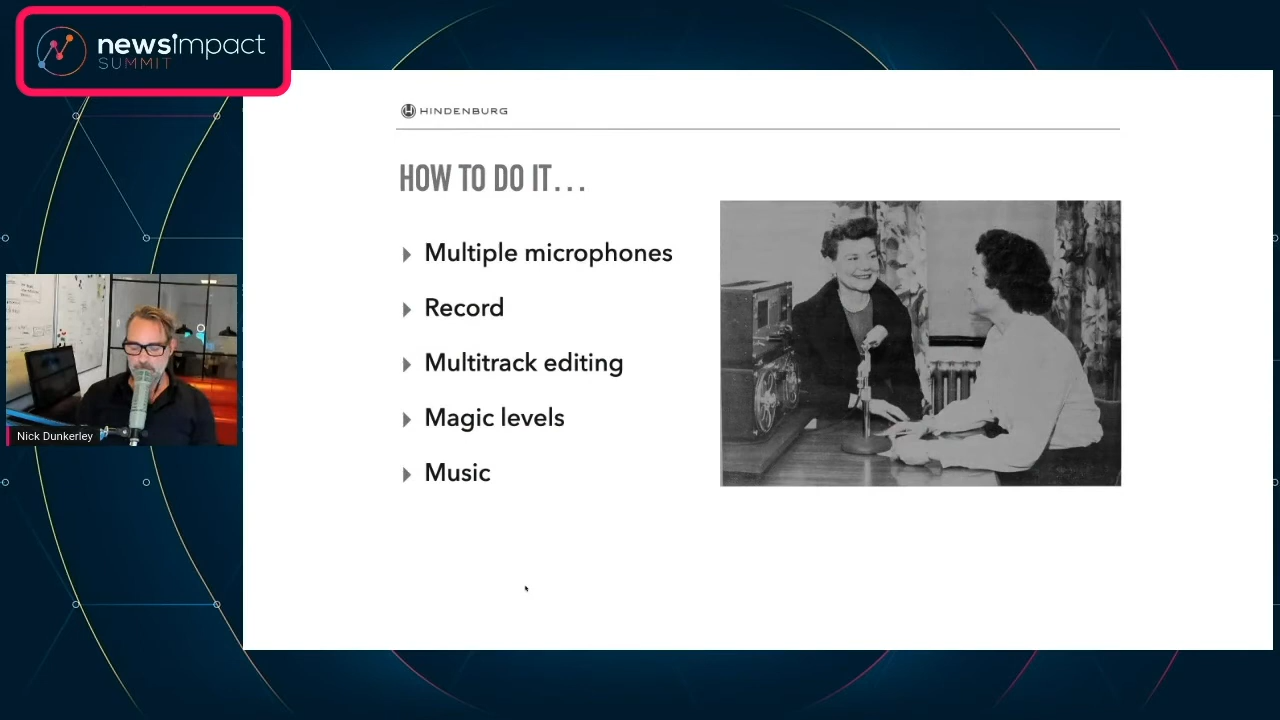 newsimpact
SUMMIT
HINDENBURG
HOW TO DO IT...
Multiple microphones
Record
Multitrack editing
Magic levels
Music
Nick Dunkerley